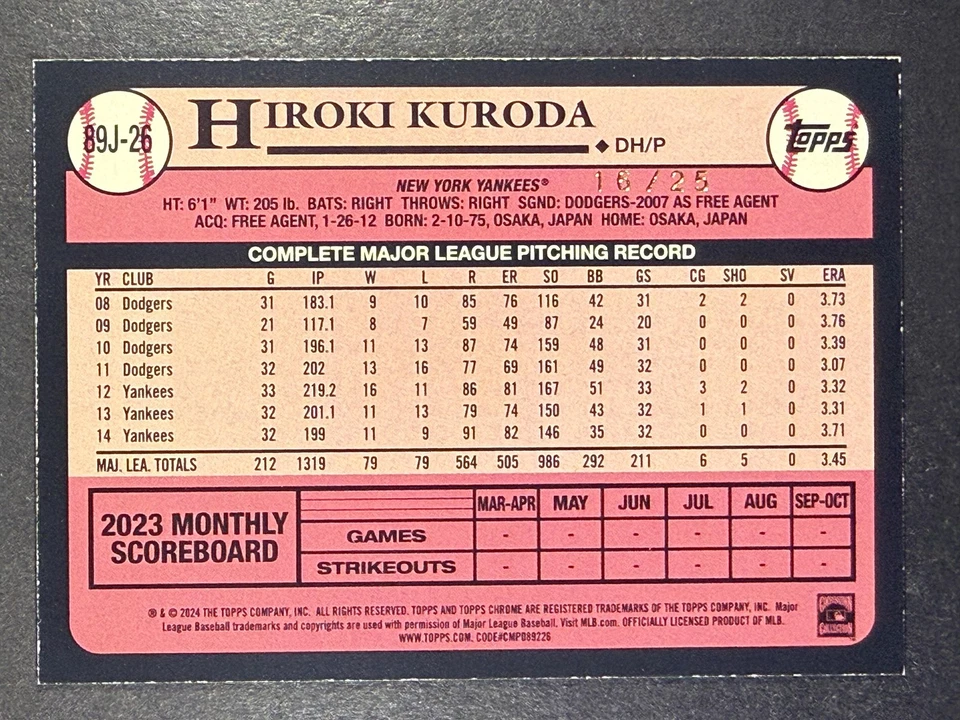 89J-26
HIROKI KURODA
DH/P
topps
NEW YORK YANKEES® 16/25
HT: 6'1" WT: 205 lb. BATS: RIGHT THROWS: RIGHT SGND: DODGERS-2007 AS FREE AGENT
ACQ: FREE AGENT, 1-26-12 BORN: 2-10-75, OSAKA, JAPAN HOME: OSAKA, JAPAN
COMPLETE MAJOR LEAGUE PITCHING RECORD
YR CLUB G IP W L R ER SO BB GS CG SHO SV ERA
08 Dodgers 31 183.1 9 10 85 76 116 42 31 2 2 0 3.73
09 Dodgers 21 117.1 8 7 59 49 87 24 20 0 0 0 3.76
10 Dodgers 31 196.1 11 13 87 74 159 48 31 0 0 0 3.39
11 Dodgers 32 202 13 16 77 69 161 49 32 0 0 0 3.07
12 Yankees 33 219.2 16 11 86 81 167 51 33 3 2 0 3.32
13 Yankees 32 201.1 11 13 79 74 150 43 32 1 1 0 3.31
14 Yankees 32 199 11 9 91 82 146 35 32 0 0 0 3.71
MAJ. LEA. TOTALS 212 1319 79 79 564 505 986 292 211 6 5 0 3.45
2023 MONTHLY
SCOREBOARD
MAR-APR MAY JUN JUL AUG SEP-OCT
GAMES - - - - - -
STRIKEOUTS - - - - - -
® & © 2024 THE TOPPS COMPANY, INC. ALL RIGHTS RESERVED. TOPPS AND TOPPS CHROME ARE REGISTERED TRADEMARKS OF THE TOPPS COMPANY, INC. Major
League Baseball trademarks and copyrights are used with permission of Major League Baseball. Visit MLB.com. OFFICIALLY LICENSED PRODUCT OF MLB.
WWW.TOPPS.COM. CODE#CMP089226